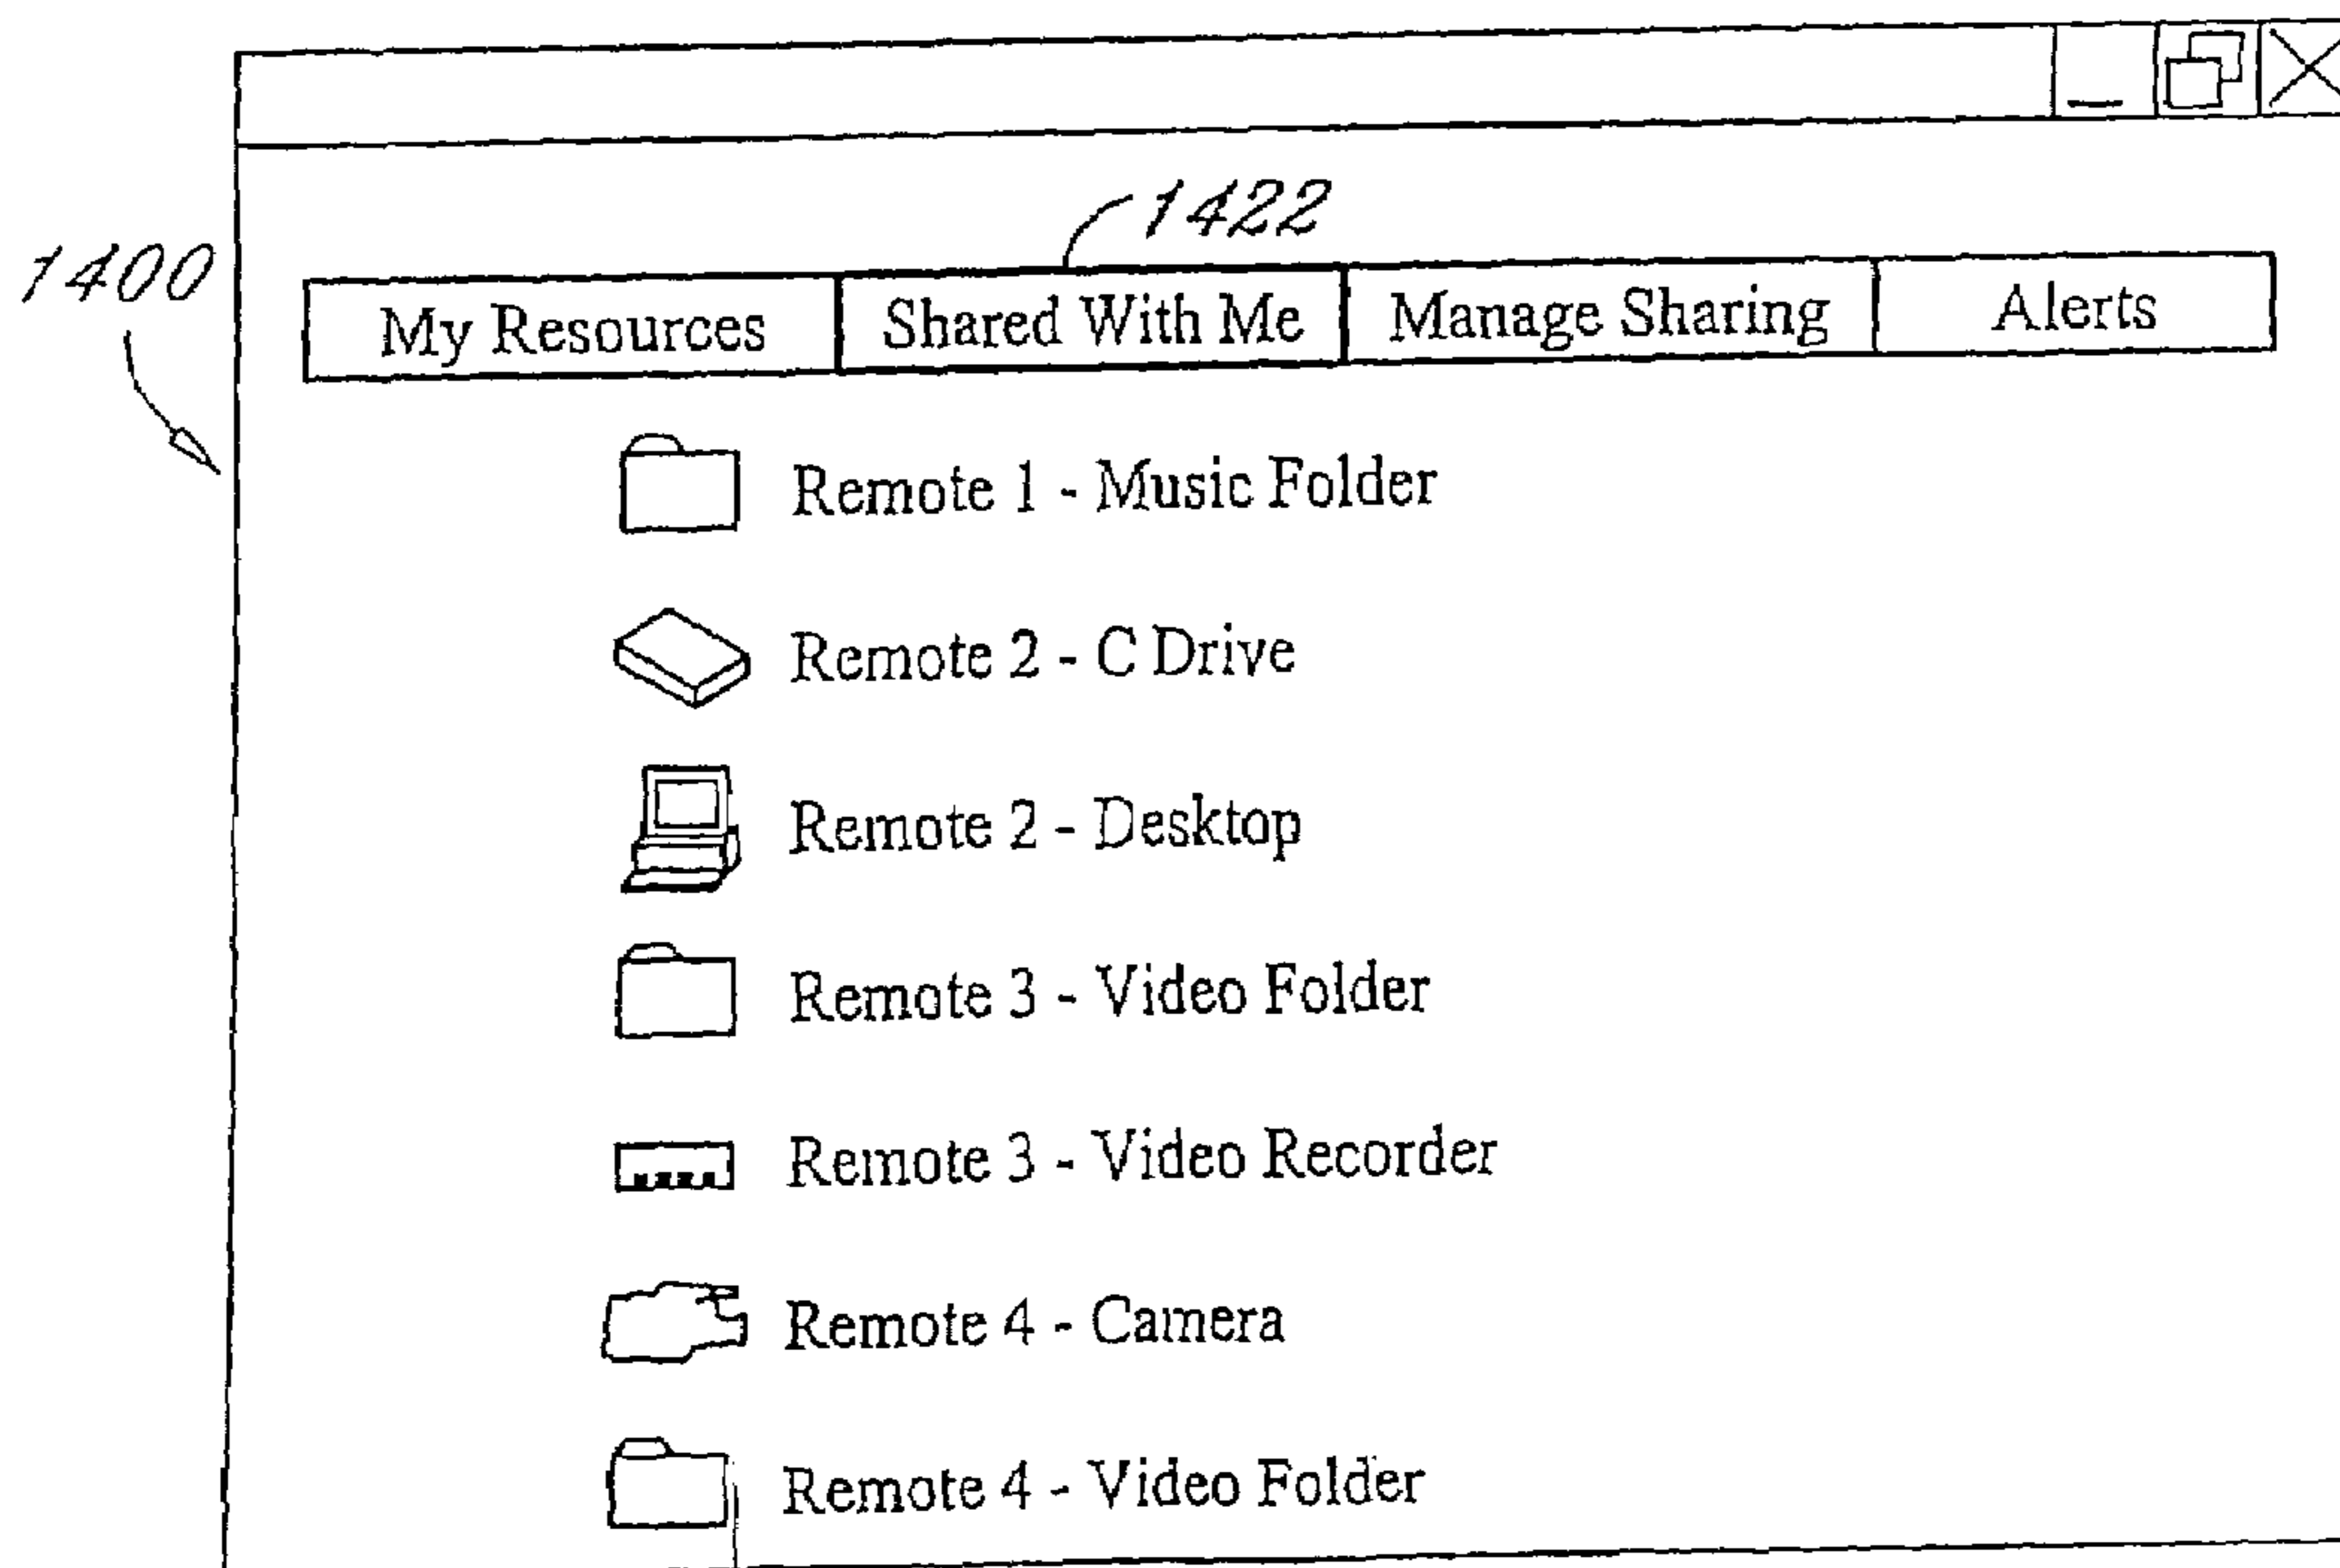 1422
1400
My Resources Shared With Me Manage Sharing Alerts
Remote 1 - Music Folder
Remote 2 - C Drive
Remote 2 - Desktop
Remote 3 - Video Folder
Remote 3 - Video Recorder
Remote 4 - Camera
Remote 4 - Video Folder